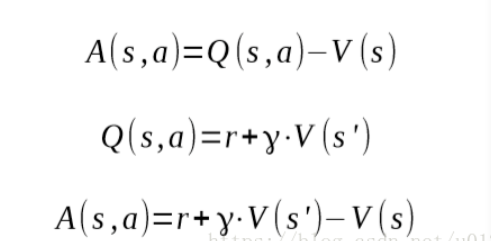 A(s,a)=Q(s,a)−V(s)
Q(s,a)=r+γ·V(s')
A(s,a)=r+γ·V(s')−V(s)